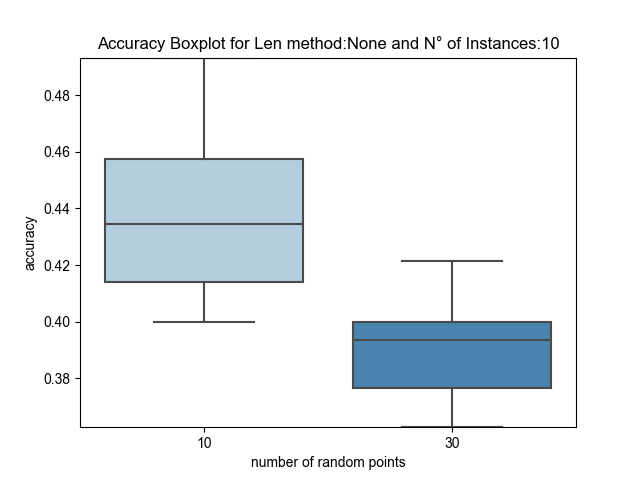 Accuracy Boxplot for Len method:None and N° of Instances:10
0.48
0.46
0.44
0.42
0.40
0.38
accuracy
10
30
number of random points